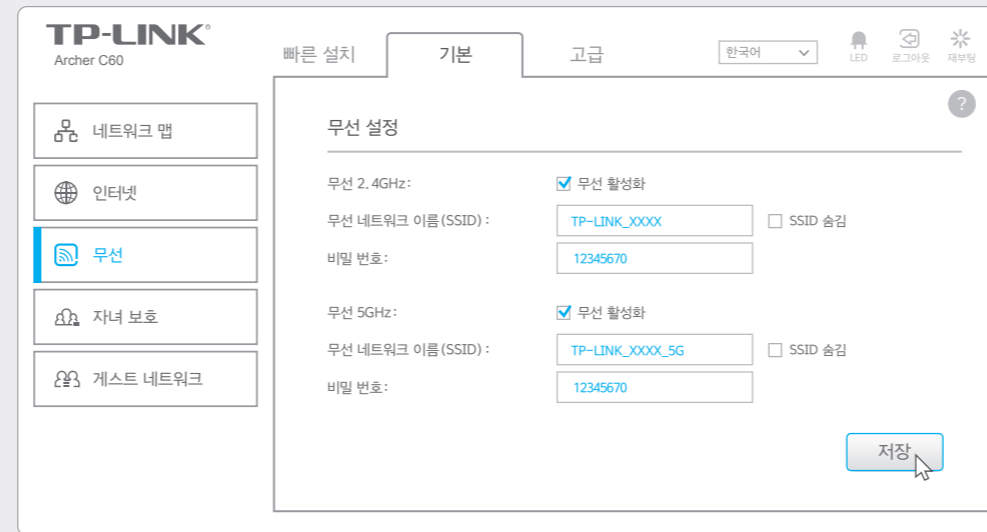 TP-LINK®
Archer C60
빠른 설치
기본
고급
한국어
LED
로그아웃
재부팅
네트워크 맵
인터넷
무선
자녀 보호
게스트 네트워크
?
무선 설정
무선 2.4GHz:
무선 활성화
무선 네트워크 이름(SSID):
TP-LINK_XXXX
SSID 숨김
비밀 번호:
12345670
무선 5GHz:
무선 활성화
무선 네트워크 이름(SSID):
TP-LINK_XXXX_5G
SSID 숨김
비밀 번호:
12345670
저장